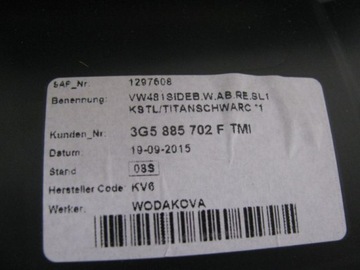 SAP_Nr. 1297608
Benennung: VW481SIDEB.W.AB.RE.BL1
KSTL/TITANSCHWARC *1
Kunden_Nr: 3G5 885 702 F TMI
Datum: 19-09-2015
Stand 08S
Hersteller Code: KV6
Werker: WODAKOVA